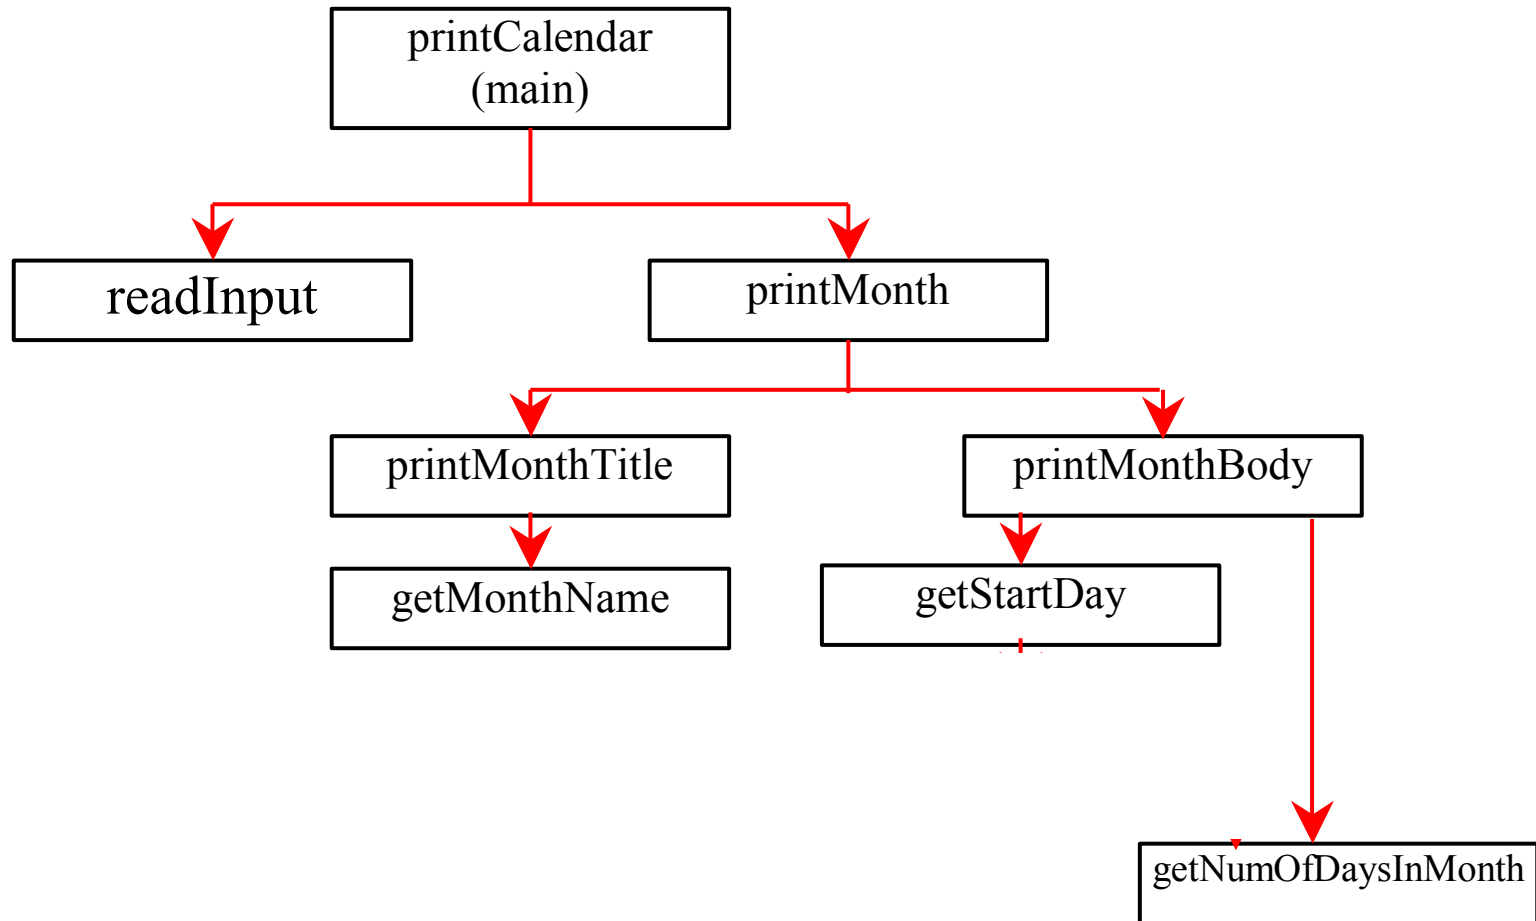 printCalendar
(main)
readInput
printMonth
printMonthTitle
printMonthBody
getMonthName
getStartDay
getNumOfDaysInMonth